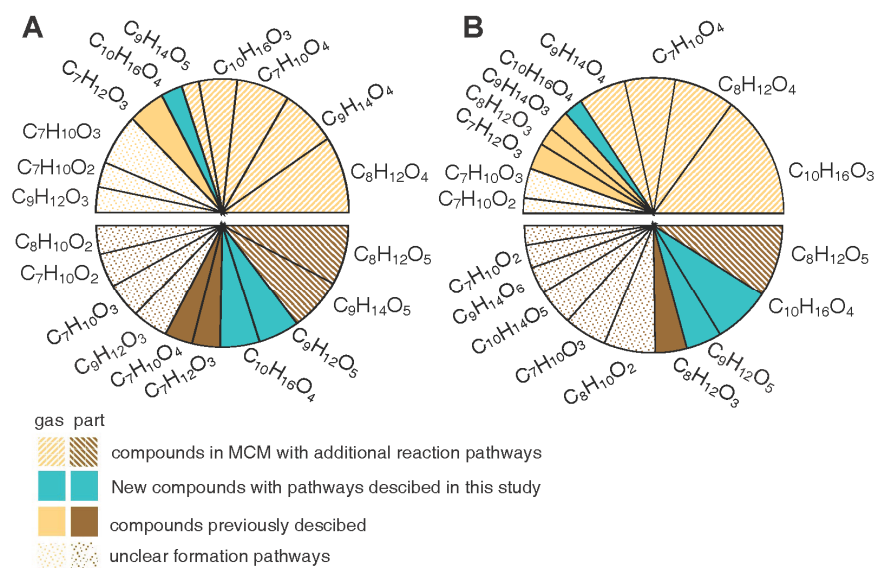 A
C₉H₁₄O₅
C₁₀H₁₆O₃
C₁₀H₁₆O₄
C₇H₁₀O₄
C₇H₁₂O₃
C₉H₁₄O₄
C₇H₁₀O₃
C₇H₁₀O₂
C₈H₁₂O₄
C₉H₁₂O₃
C₈H₁₀O₂
C₈H₁₂O₅
C₇H₁₀O₂
C₉H₁₄O₅
C₇H₁₀O₃
C₉H₁₂O₃
C₇H₁₀O₄
C₇H₁₂O₃
C₁₀H₁₆O₄
C₉H₁₂O₅
B
C₇H₁₀O₄
C₉H₁₄O₄
C₁₀H₁₆O₄
C₈H₁₂O₄
C₉H₁₄O₃
C₈H₁₂O₃
C₇H₁₂O₃
C₁₀H₁₆O₃
C₇H₁₀O₃
C₇H₁₀O₂
C₇H₁₀O₂
C₈H₁₂O₅
C₉H₁₄O₆
C₁₀H₁₆O₄
C₁₀H₁₄O₅
C₇H₁₀O₃
C₈H₁₀O₂
C₈H₁₂O₃
C₉H₁₂O₅
gas part
compounds in MCM with additional reaction pathways
New compounds with pathways descibed in this study
compounds previously descibed
unclear formation pathways